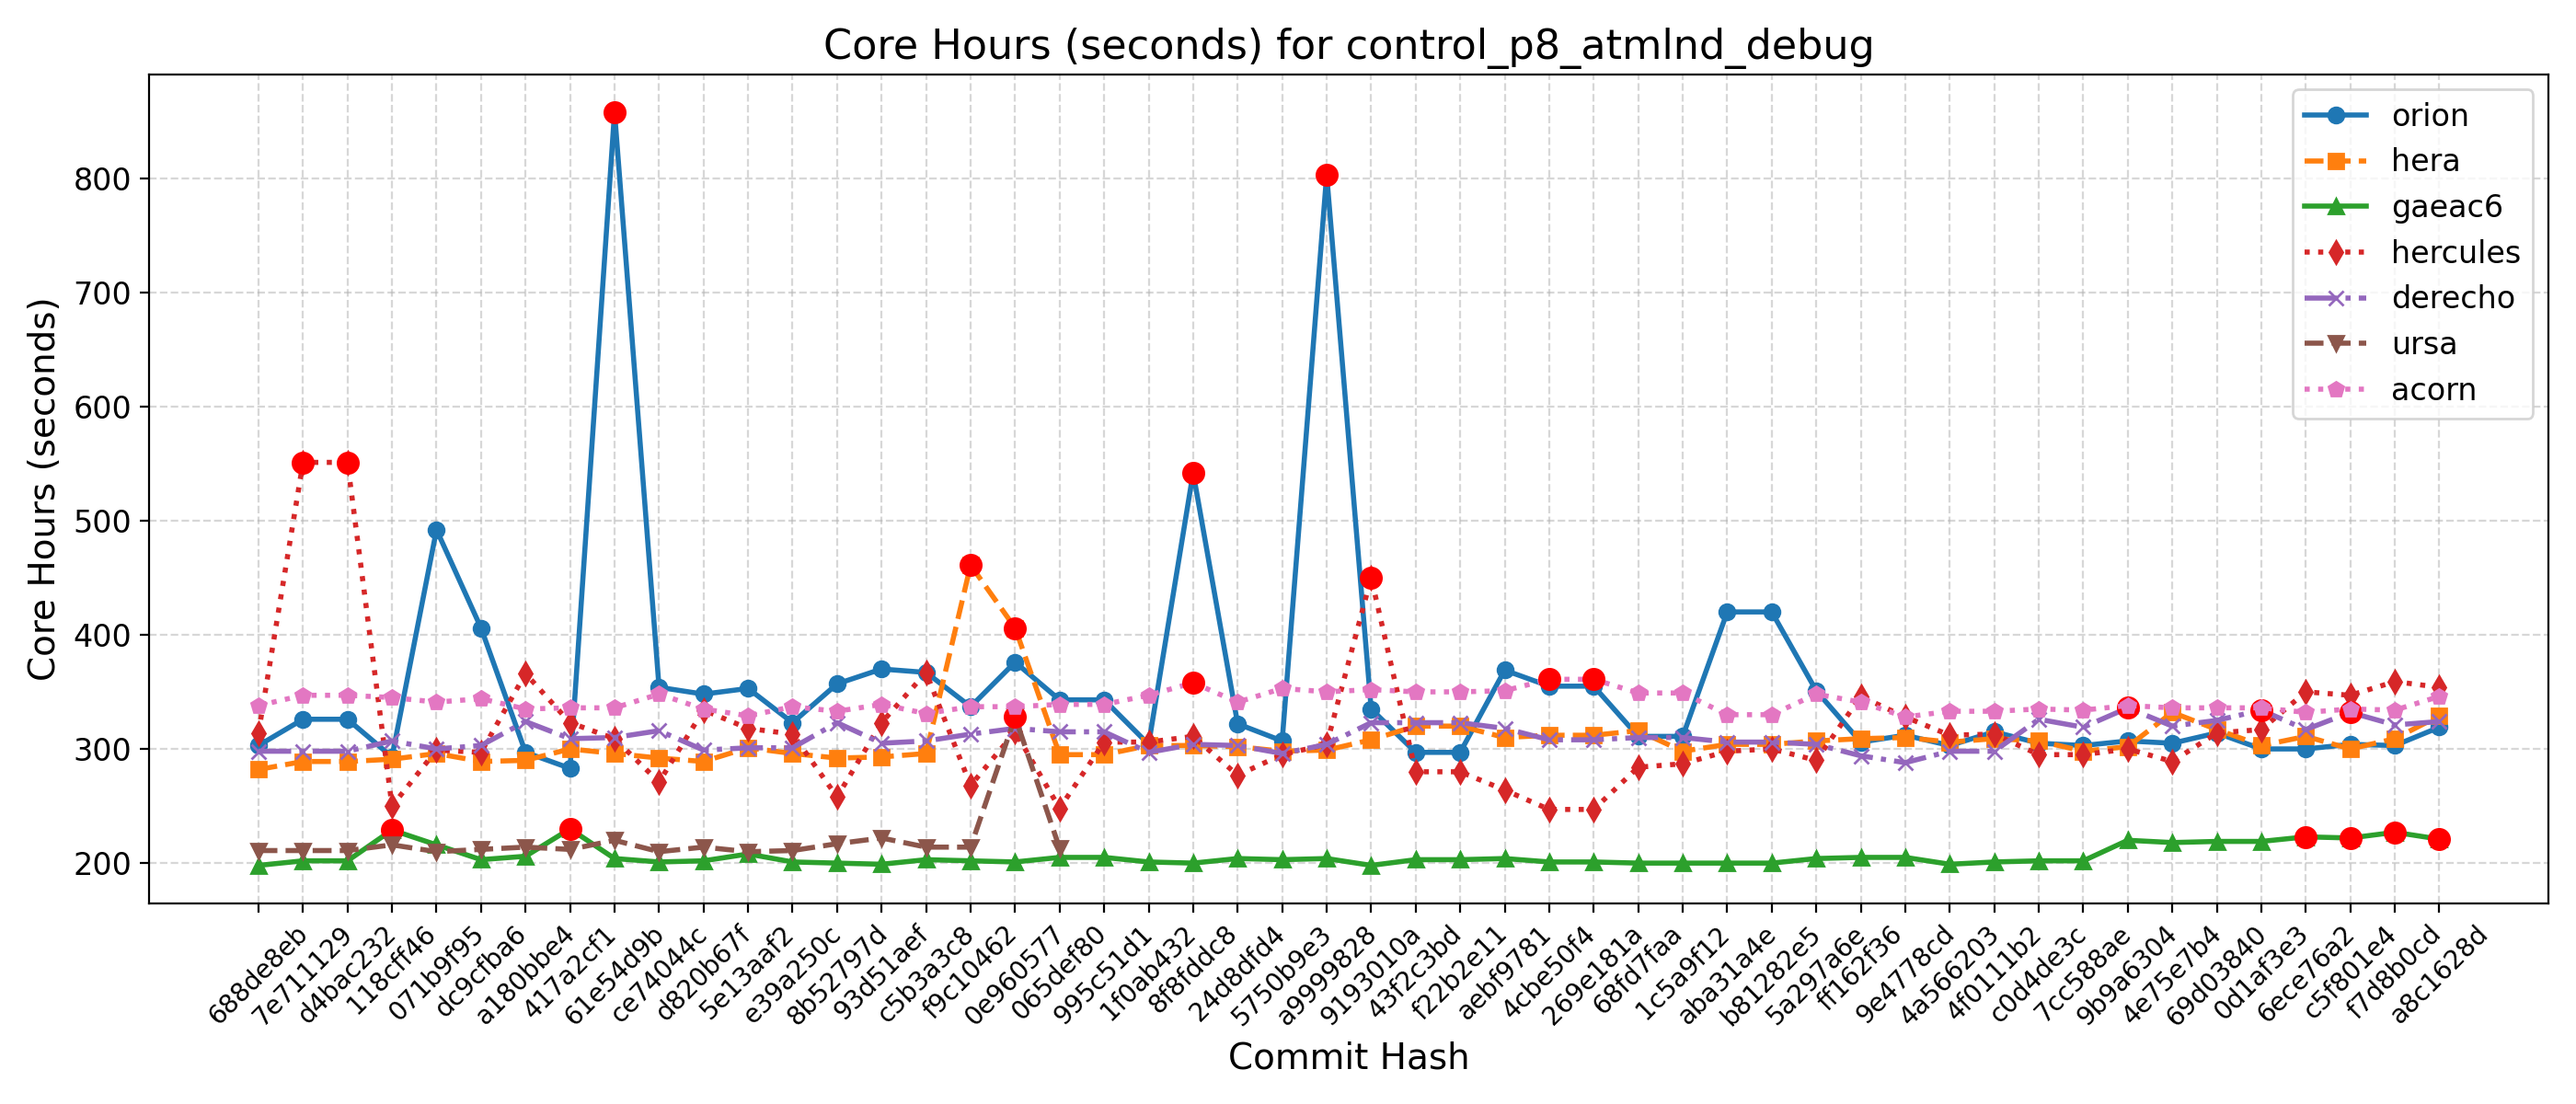 Core Hours (seconds) for control_p8_atmlnd_debug
Core Hours (seconds)
800
700
600
500
400
300
200
orion
hera
gaeac6
hercules
derecho
ursa
acorn
688de8eb
7e711129
d4bac232
118cff46
071b9f95
dc9cfba6
a180bbe4
417a2cf1
61e54d9b
ce74044c
d820b67f
5e13aaf2
e39a250c
8b52797d
93d51aef
c5b3a3c8
f9c10462
0e960577
065def80
995c51d1
1f0ab432
8f8fddc8
24d8dfd4
5750b9e3
a9999828
9193010a
43f2c3bd
f22b2e11
aebf9781
4cbe50f4
269e181a
68fd7faa
1c5a9f12
aba31a4e
b81282e5
5a297a6e
ff162f36
9e4778cd
4a566203
4f0111b2
c0d4de3c
7cc588ae
9b9a6304
4e75e7b4
69d03840
0d1af3e3
6ece76a2
c5f801e4
f7d8b0cd
a8c1628d
Commit Hash